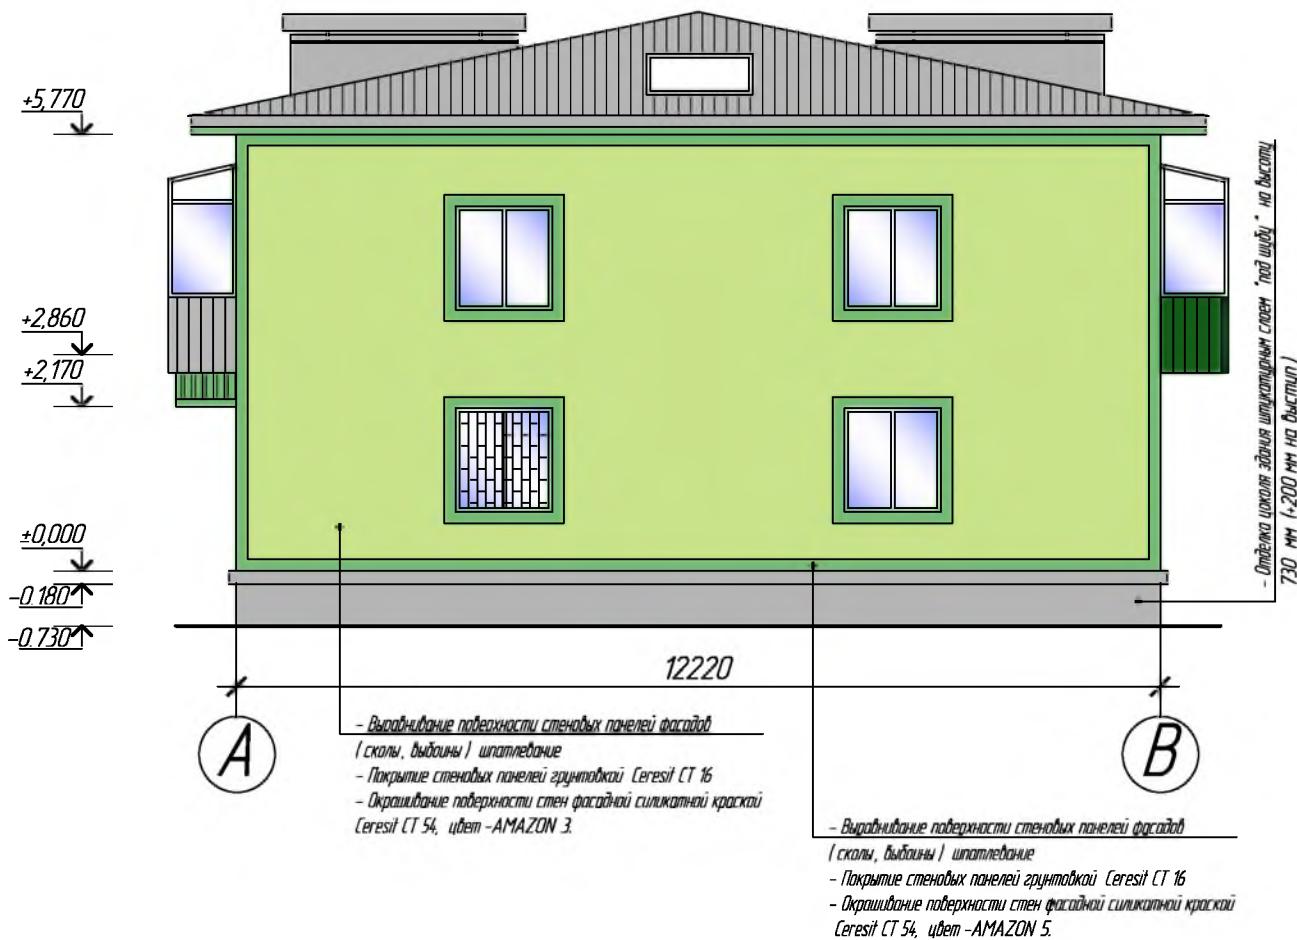 +5,770
+2,860
+2,170
±0,000
-0.180
-0.730
12220
А
В
- Выравнивание поверхности стеновых панелей фасадов
( сколы, выбоины ) шпатлевание
- Покрытие стеновых панелей грунтовкой Ceresit CT 16
- Окрашивание поверхности стен фасадной силикатной краской
Ceresit CT 54, цвет -AMAZON 3.
- Выравнивание поверхности стеновых панелей фасадов
( сколы, выбоины ) шпатлевание
- Покрытие стеновых панелей грунтовкой Ceresit CT 16
- Окрашивание поверхности стен фасадной силикатной краской
Ceresit CT 54, цвет -AMAZON 5.
- Отделка цоколя здания штукатурным слоем "под шубу" на высоту
730 мм (+200 мм на выступ)